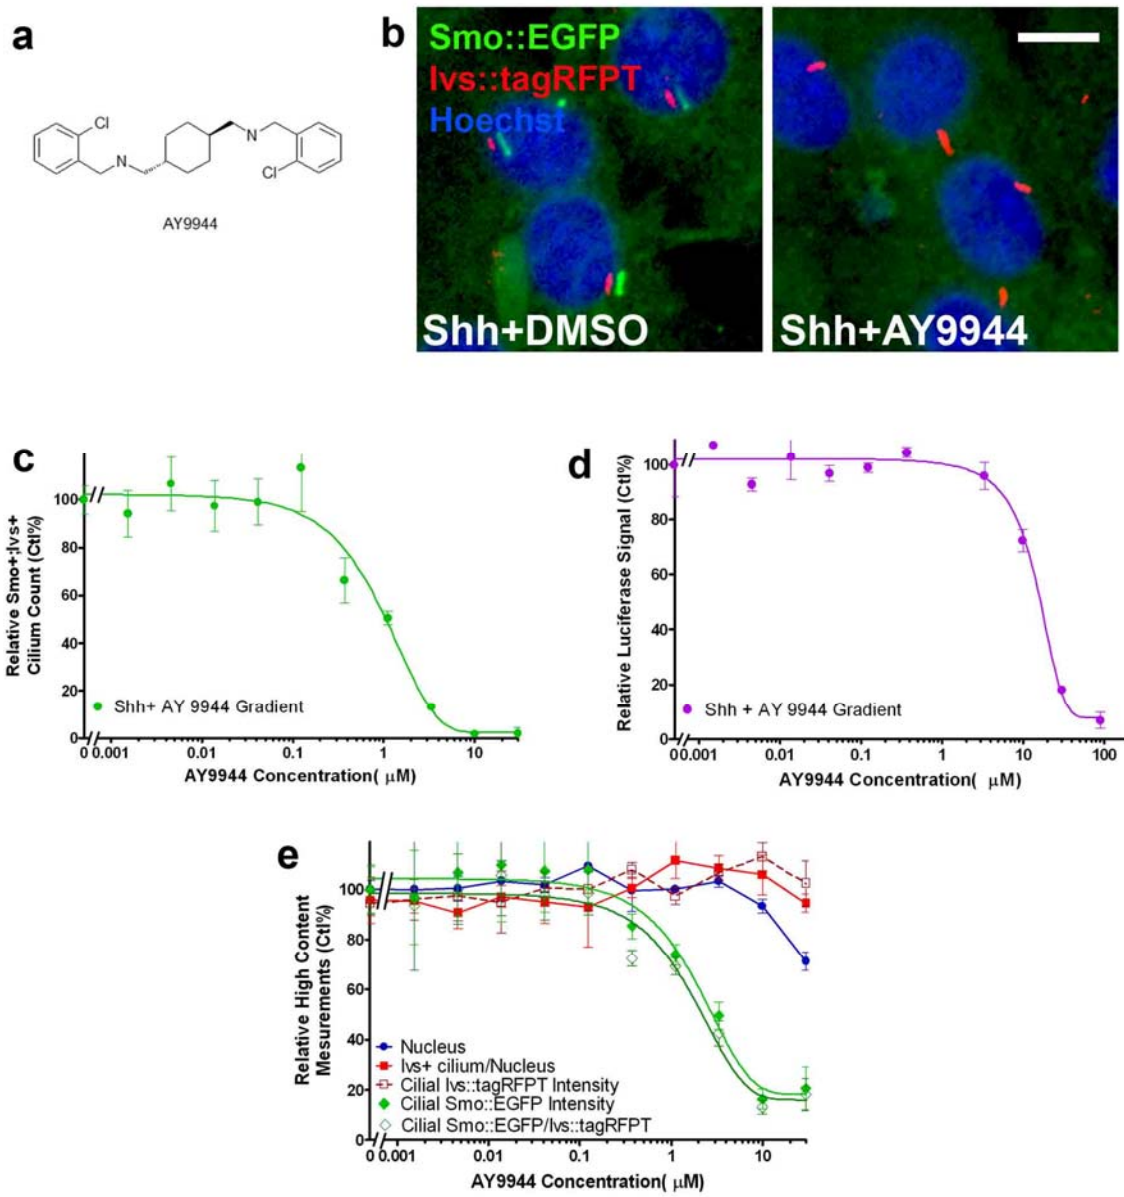 a
Cl
N
N
Cl
AY9944
b
Smo::EGFP
Ivs::tagRFPT
Hoechst
Shh+DMSO
Shh+AY9944
c
Relative Smo+;Ivs+
Cilium Count (Ctl%)
100
80
60
40
20
0
Shh+ AY 9944 Gradient
0 0.001 0.01 0.1 1 10
AY9944 Concentration( μM)
d
Relative Luciferase Signal (Ctl%)
100
80
60
40
20
0
Shh + AY 9944 Gradient
0 0.001 0.01 0.1 1 10 100
AY9944 Concentration( μM)
e
Relative High Content
Mesurements (Ctl%)
100
80
60
40
20
0
Nucleus
Ivs+ cilium/Nucleus
Cilial Ivs::tagRFPT Intensity
Cilial Smo::EGFP Intensity
Cilial Smo::EGFP/Ivs::tagRFPT
0 0.001 0.01 0.1 1 10
AY9944 Concentration( μM)